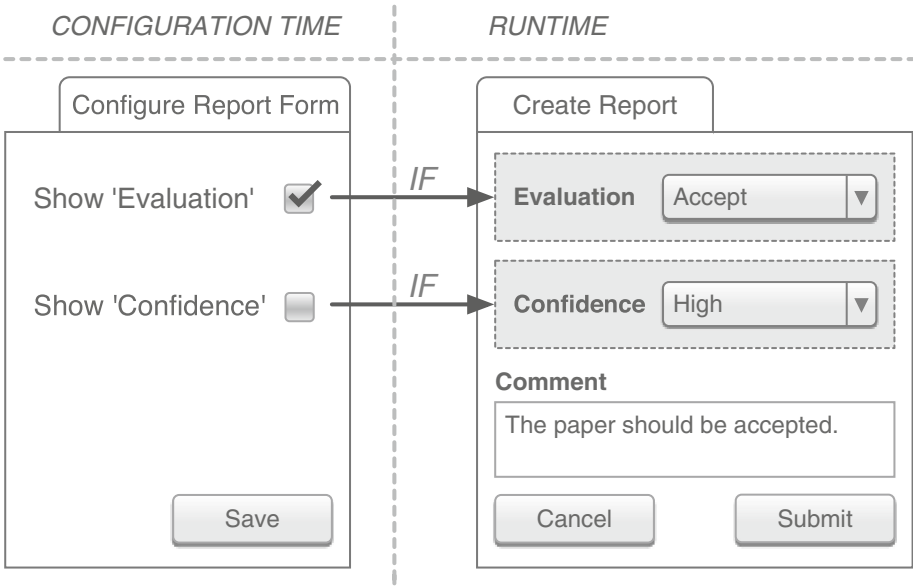 CONFIGURATION TIME
RUNTIME
Configure Report Form
Create Report
Show 'Evaluation'
IF
Evaluation
Accept
Show 'Confidence'
IF
Confidence
High
Comment
The paper should be accepted.
Save
Cancel
Submit